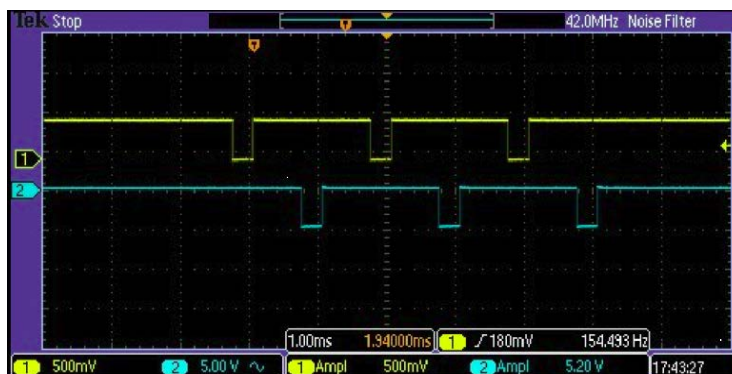 Tek Stop 42.0MHz Noise Filter
T
T
1
2
1.00ms 1.94000ms 1 180mV 154.493 Hz
1 500mV 2 5.00 V 1 Ampl 500mV 2 Ampl 5.20 V 17:43:27